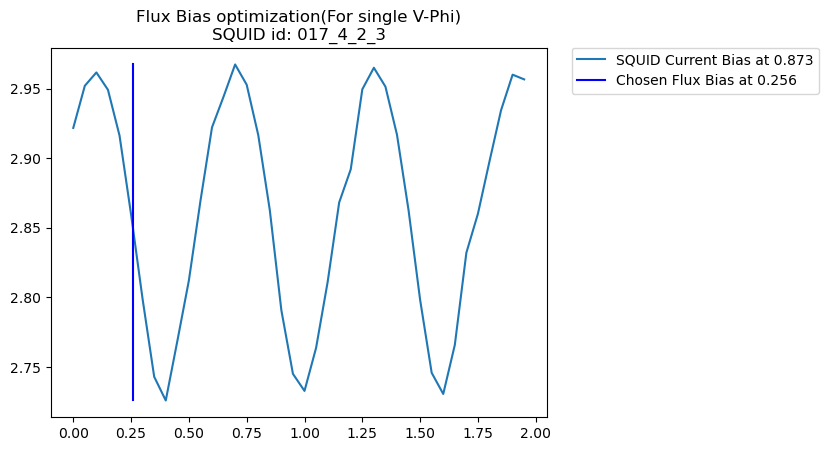 Flux Bias optimization(For single V-Phi)
SQUID id: 017_4_2_3
SQUID Current Bias at 0.873
Chosen Flux Bias at 0.256
2.95
2.90
2.85
2.80
2.75
0.00 0.25 0.50 0.75 1.00 1.25 1.50 1.75 2.00